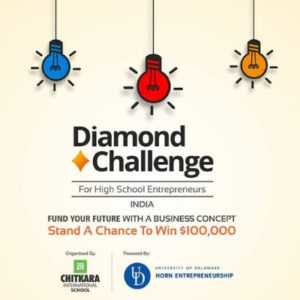 Diamond
Challenge
For High School Entrepreneurs
INDIA
FUND YOUR FUTURE WITH A BUSINESS CONCEPT
Stand A Chance To Win $100,000
Organised By:
CHITKARA
INTERNATIONAL
SCHOOL
Powered By:
UD
UNIVERSITY OF DELAWARE
HORN ENTREPRENEURSHIP